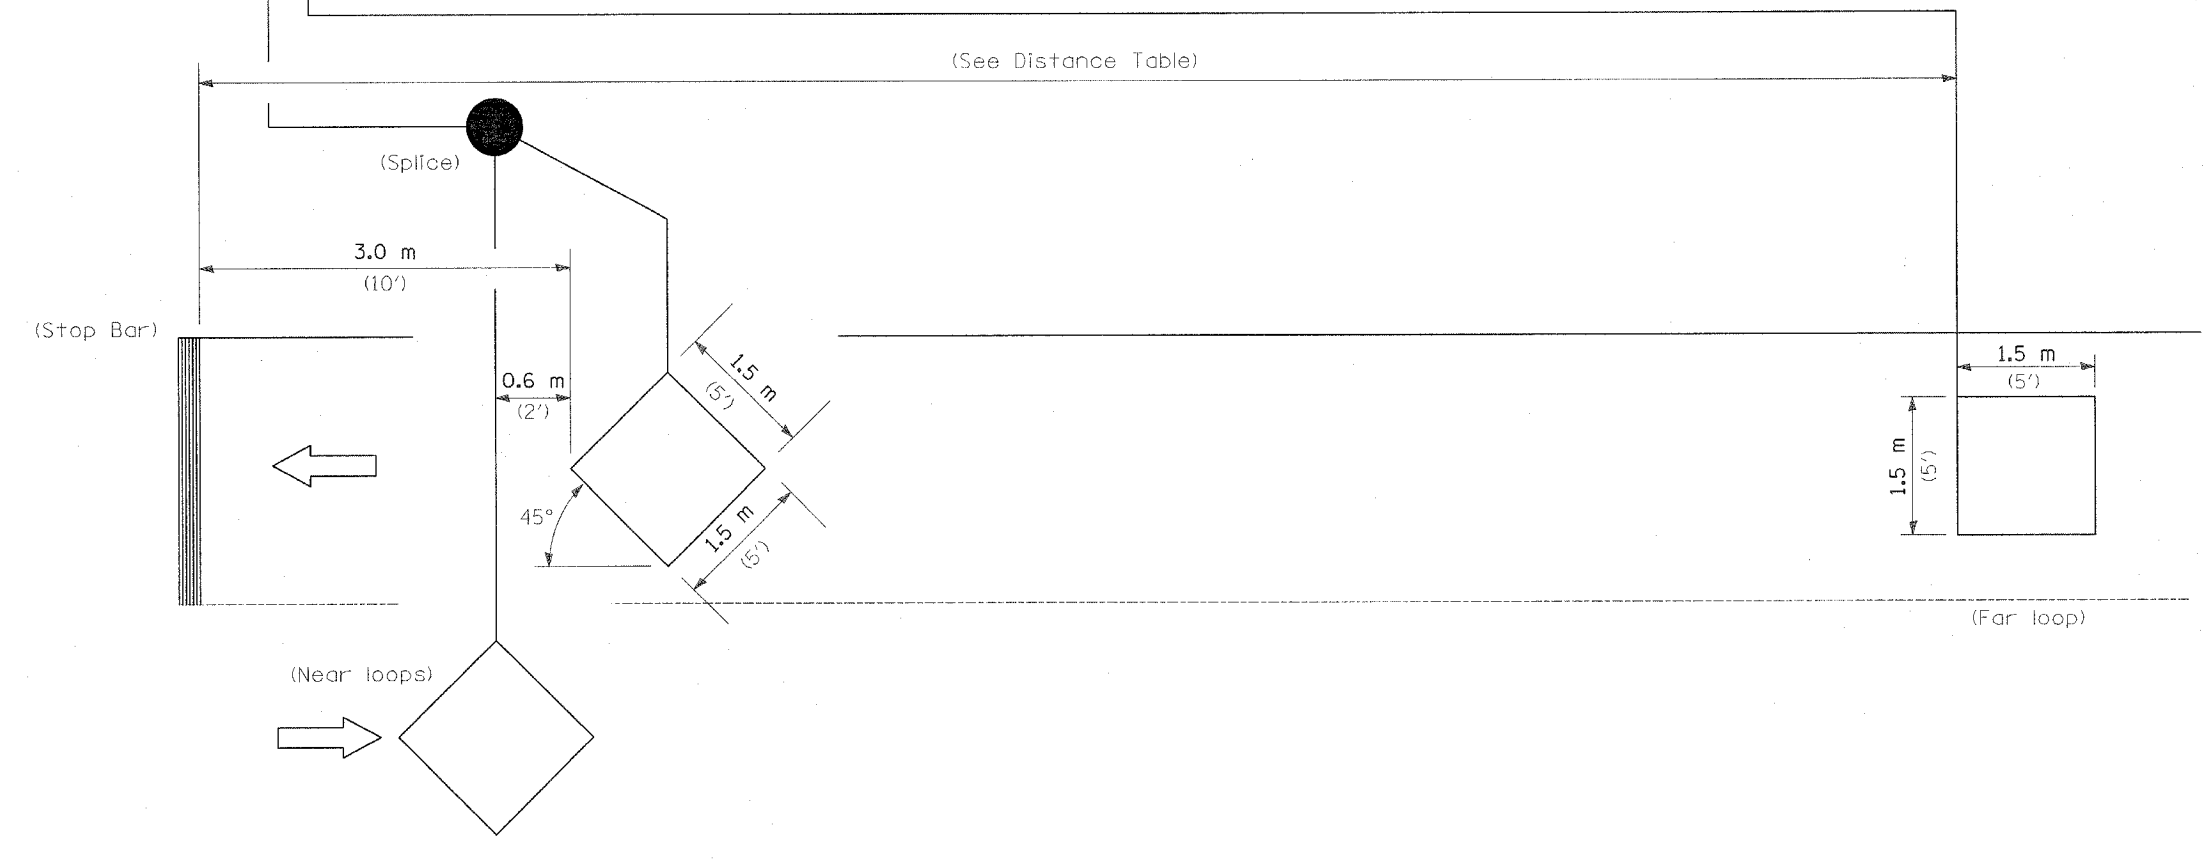 (See Distance Table)
(Splice)
3.0 m
(10')
(Stop Bar)
1.5 m
(5')
1.5 m
(5')
0.6 m
(2')
1.5 m
(5')
45°
1.5 m
(5')
(Far loop)
(Near loops)